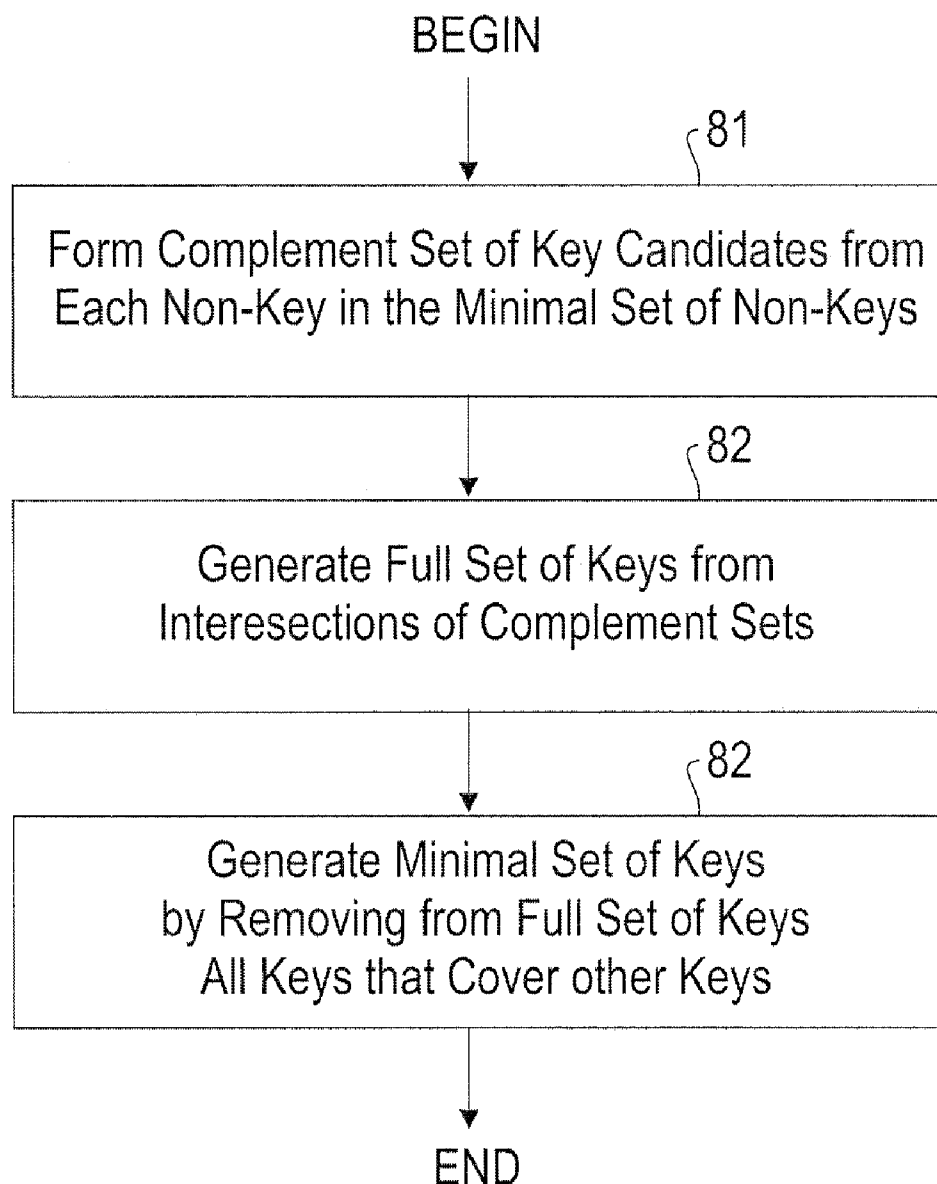 BEGIN
81
Form Complement Set of Key Candidates from
Each Non-Key in the Minimal Set of Non-Keys
82
Generate Full Set of Keys from
Interesections of Complement Sets
82
Generate Minimal Set of Keys
by Removing from Full Set of Keys
All Keys that Cover other Keys
END